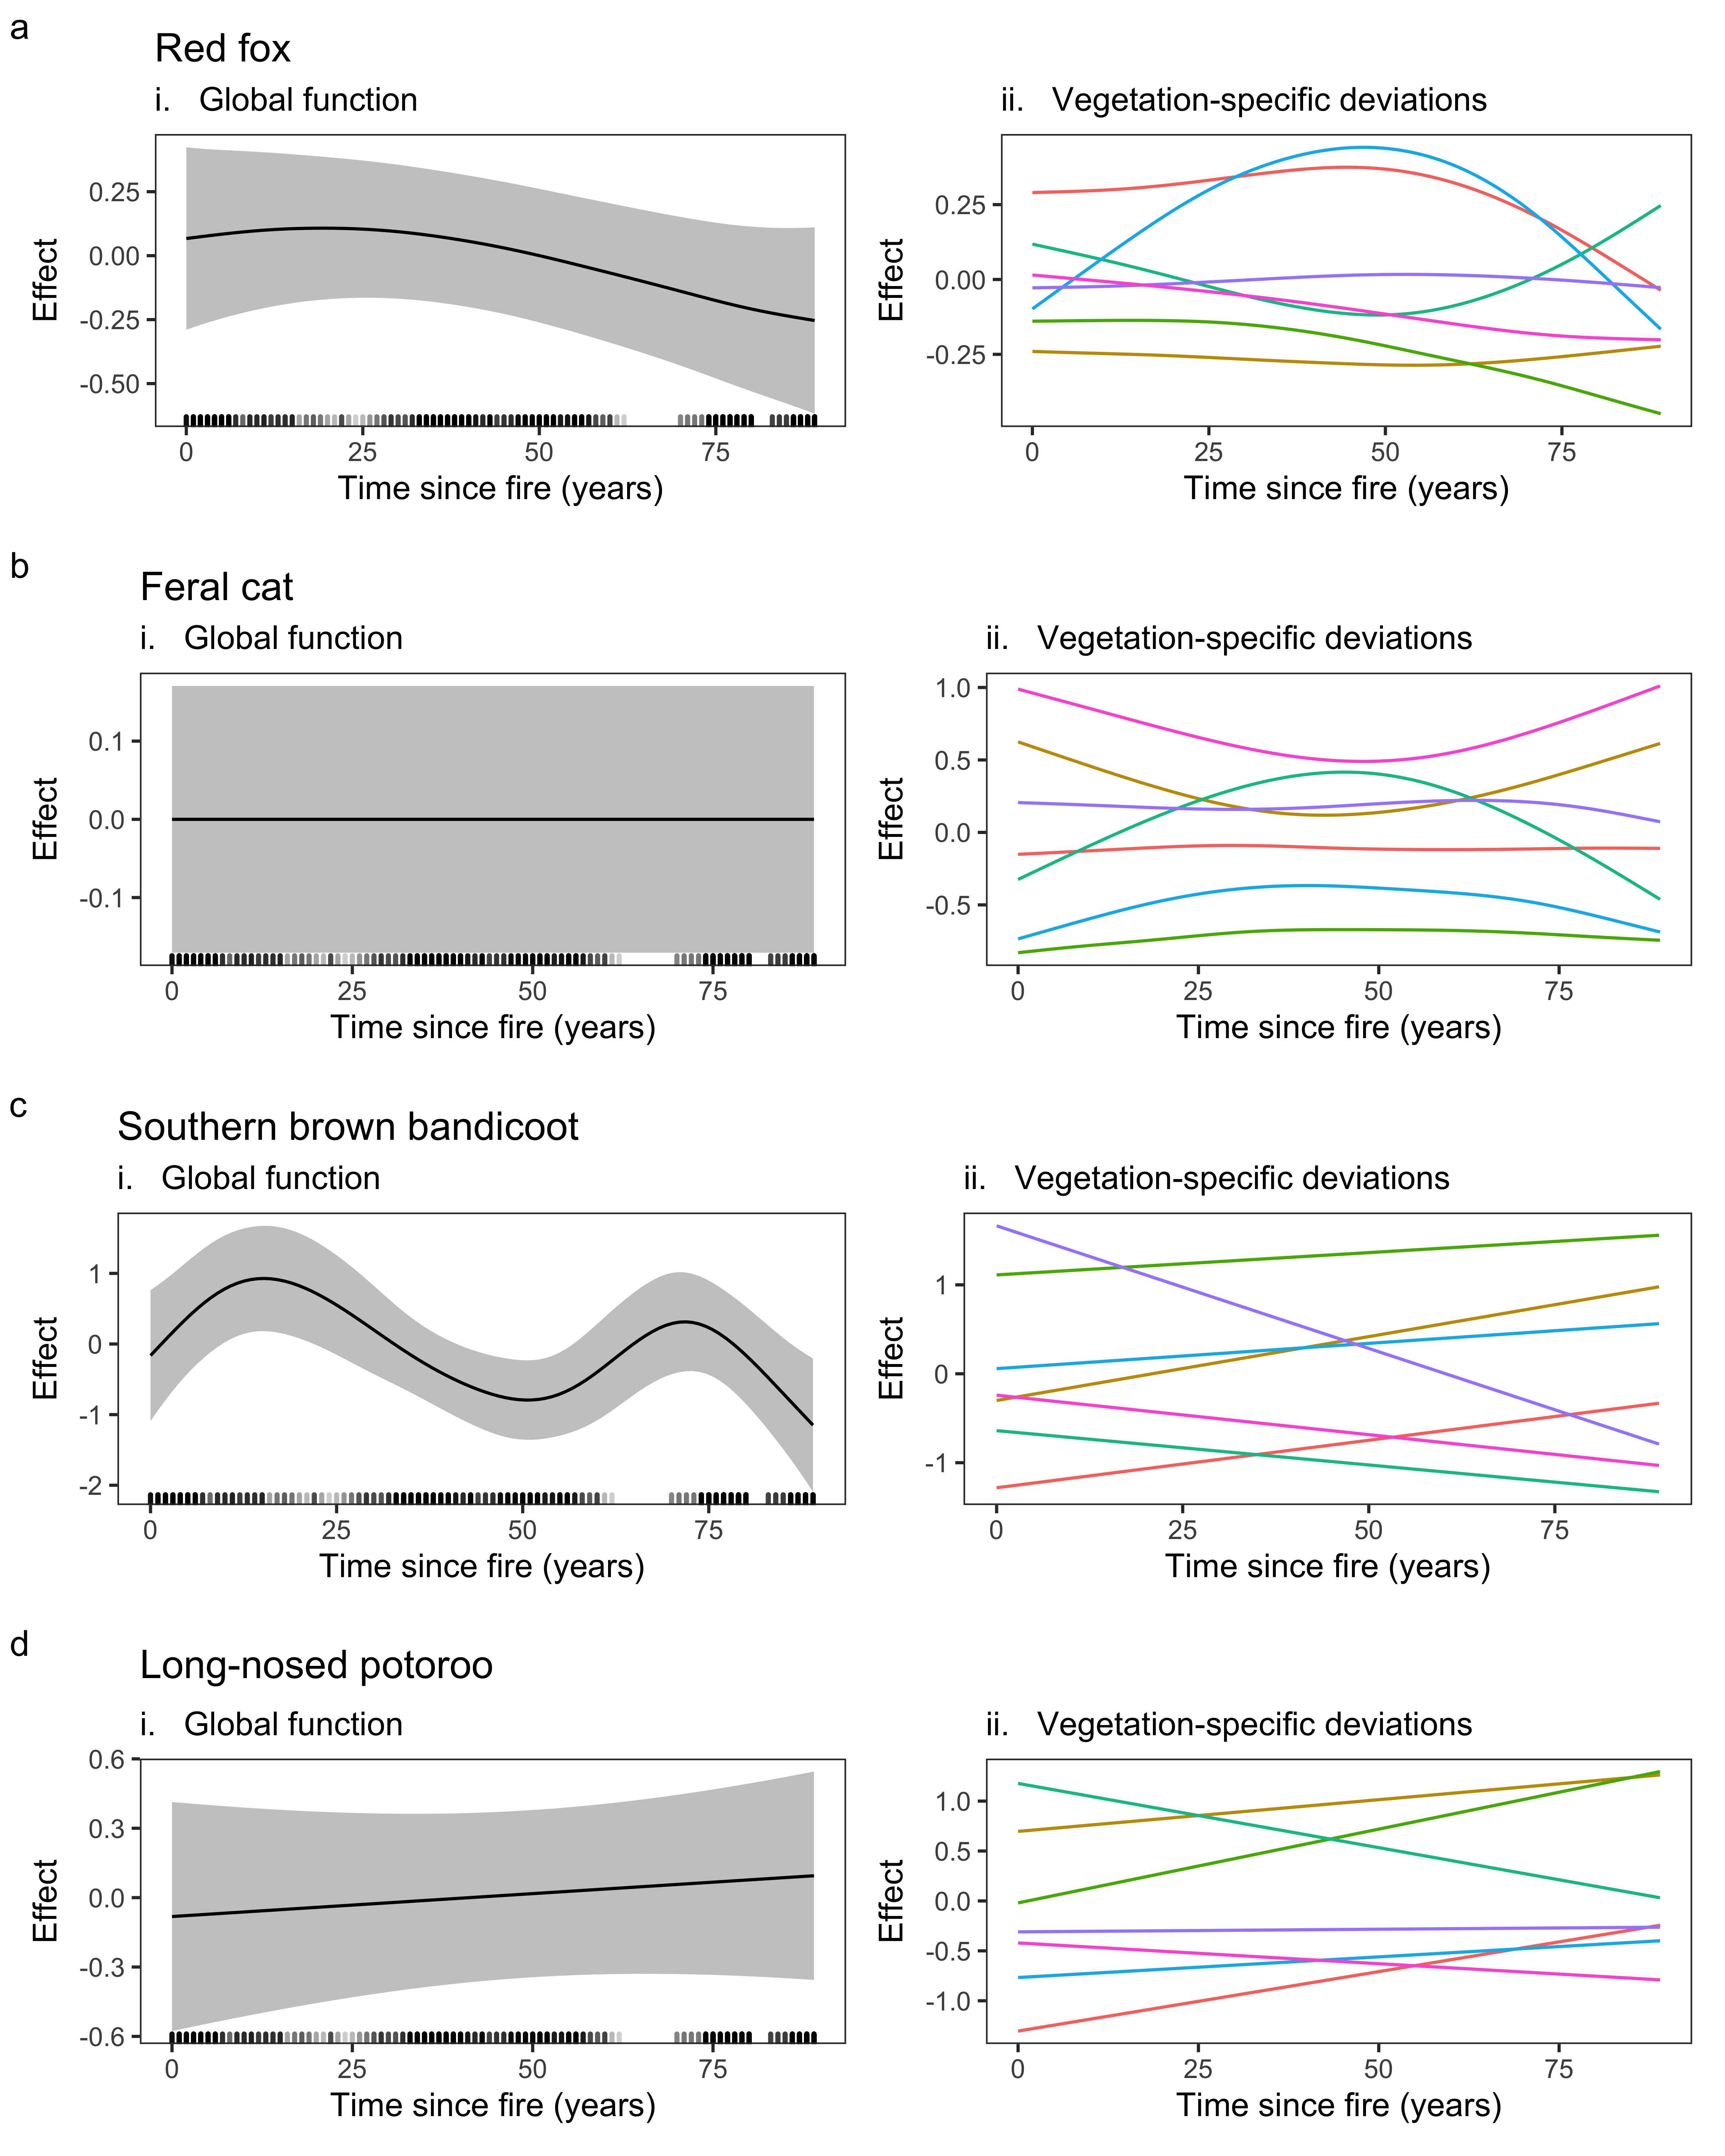 a
Red fox
i. Global function
ii. Vegetation-specific deviations
Effect
0.25
0.00
-0.25
-0.50
0 25 50 75
Time since fire (years)
Effect
0.25
0.00
-0.25
0 25 50 75
Time since fire (years)
b
Feral cat
i. Global function
ii. Vegetation-specific deviations
Effect
0.1
0.0
-0.1
0 25 50 75
Time since fire (years)
Effect
1.0
0.5
0.0
-0.5
0 25 50 75
Time since fire (years)
c
Southern brown bandicoot
i. Global function
ii. Vegetation-specific deviations
Effect
1
0
-1
-2
0 25 50 75
Time since fire (years)
Effect
1
0
-1
0 25 50 75
Time since fire (years)
d
Long-nosed potoroo
i. Global function
ii. Vegetation-specific deviations
Effect
0.6
0.3
0.0
-0.3
-0.6
0 25 50 75
Time since fire (years)
Effect
1.0
0.5
0.0
-0.5
-1.0
0 25 50 75
Time since fire (years)